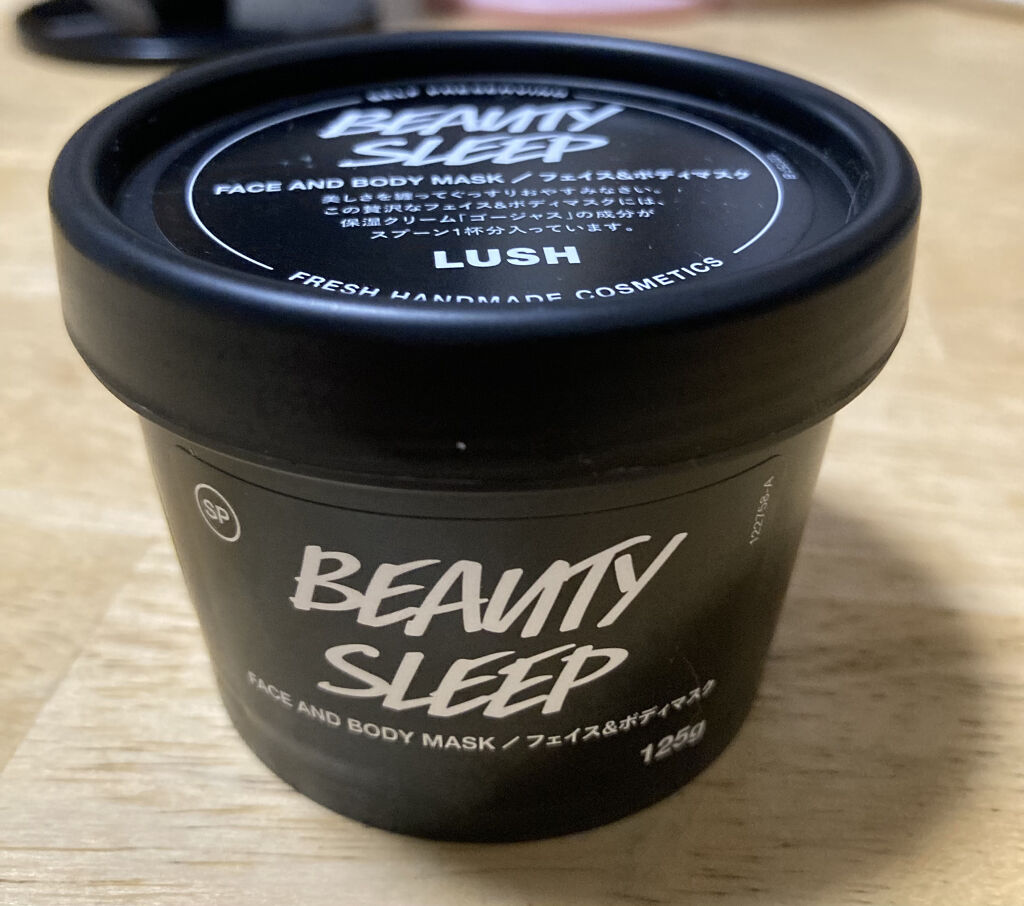 SELF PRESERVING
BEAUTY
SLEEP
FACE AND BODY MASK / フェイス&ボディマスク
美しさを纏ってぐっすりおやすみなさい。
この贅沢なフェイス&ボディマスクには、
保湿クリーム「ゴージャス」の成分が
スプーン1杯分入っています。
LUSH
FRESH HANDMADE COSMETICS
SP
122758-A
BEAUTY
SLEEP
FACE AND BODY MASK / フェイス&ボディマスク
125g